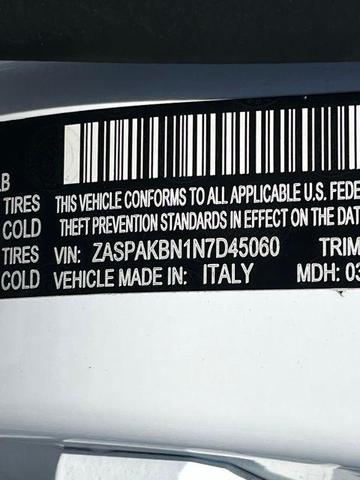 LB
TIRES THIS VEHICLE CONFORMS TO ALL APPLICABLE U.S. FEDE
COLD THEFT PREVENTION STANDARDS IN EFFECT ON THE DAT
TIRES VIN: ZASPAKBN1N7D45060 TRIM
COLD VEHICLE MADE IN: ITALY MDH: 03